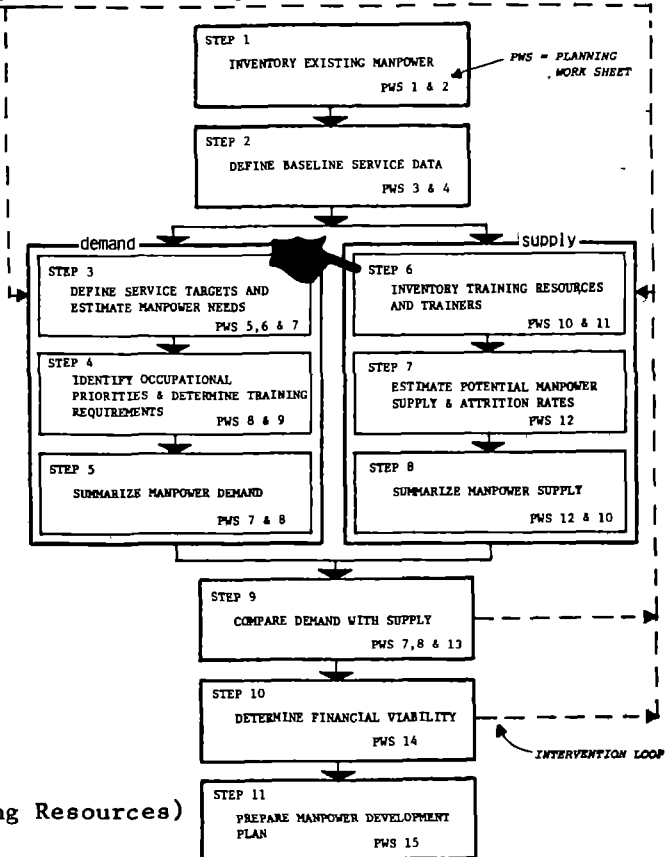 STEP 1
INVENTORY EXISTING MANPOWER
PWS 1 & 2
PWS = PLANNING
WORK SHEET
STEP 2
DEFINE BASELINE SERVICE DATA
PWS 3 & 4
demand
STEP 3
DEFINE SERVICE TARGETS AND
ESTIMATE MANPOWER NEEDS
PWS 5,6 & 7
STEP 4
IDENTIFY OCCUPATIONAL
PRIORITIES & DETERMINE TRAINING
REQUIREMENTS
PWS 8 & 9
STEP 5
SUMMARIZE MANPOWER DEMAND
PWS 7 & 8
supply
STEP 6
INVENTORY TRAINING RESOURCES
AND TRAINERS
PWS 10 & 11
STEP 7
ESTIMATE POTENTIAL MANPOWER
SUPPLY & ATTRITION RATES
PWS 12
STEP 8
SUMMARIZE MANPOWER SUPPLY
PWS 12 & 10
STEP 9
COMPARE DEMAND WITH SUPPLY
PWS 7,8 & 13
STEP 10
DETERMINE FINANCIAL VIABILITY
PWS 14
INTERVENTION LOOP
ng Resources)
STEP 11
PREPARE MANPOWER DEVELOPMENT
PLAN
PWS 15